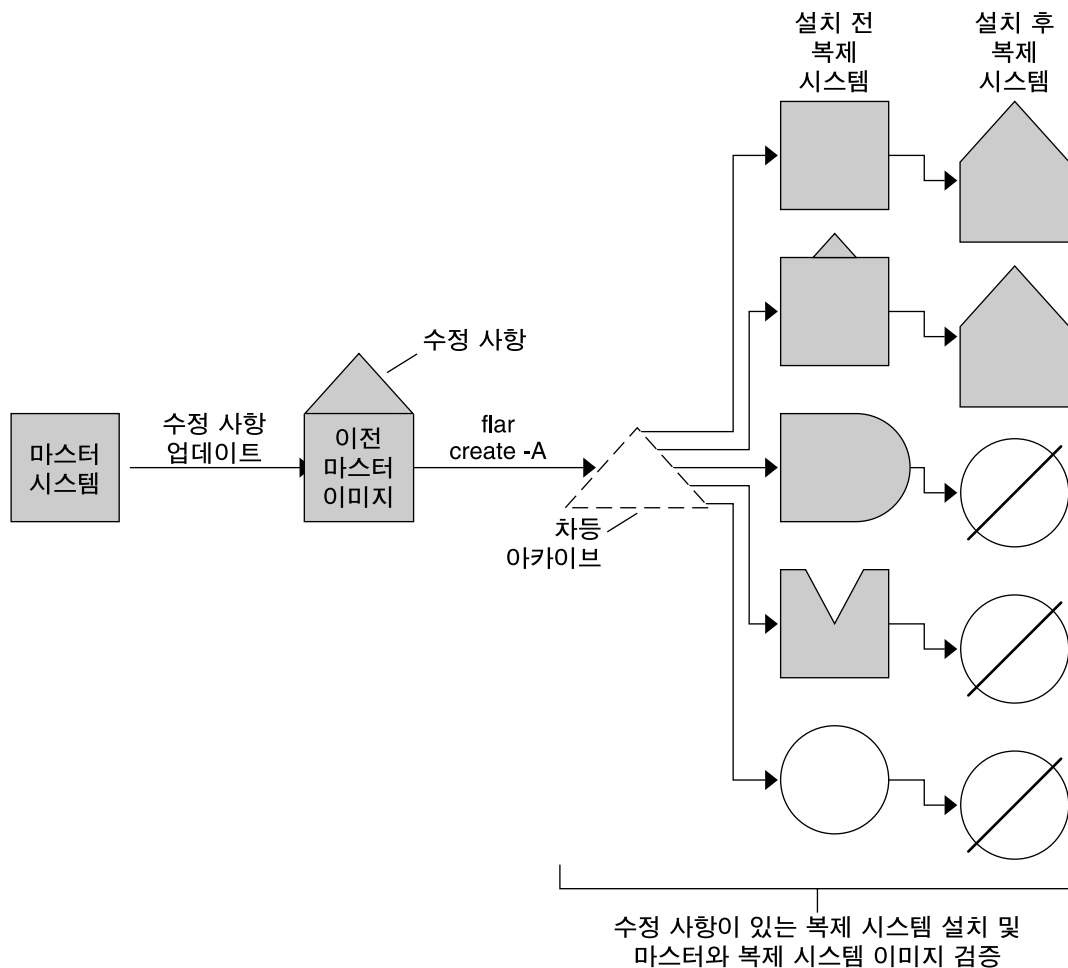 설치 전
복제
시스템
설치 후
복제
시스템
수정 사항
마스터
시스템
수정 사항
업데이트
이전
마스터
이미지
flar
create -A
차등
아카이브
수정 사항이 있는 복제 시스템 설치 및
마스터와 복제 시스템 이미지 검증